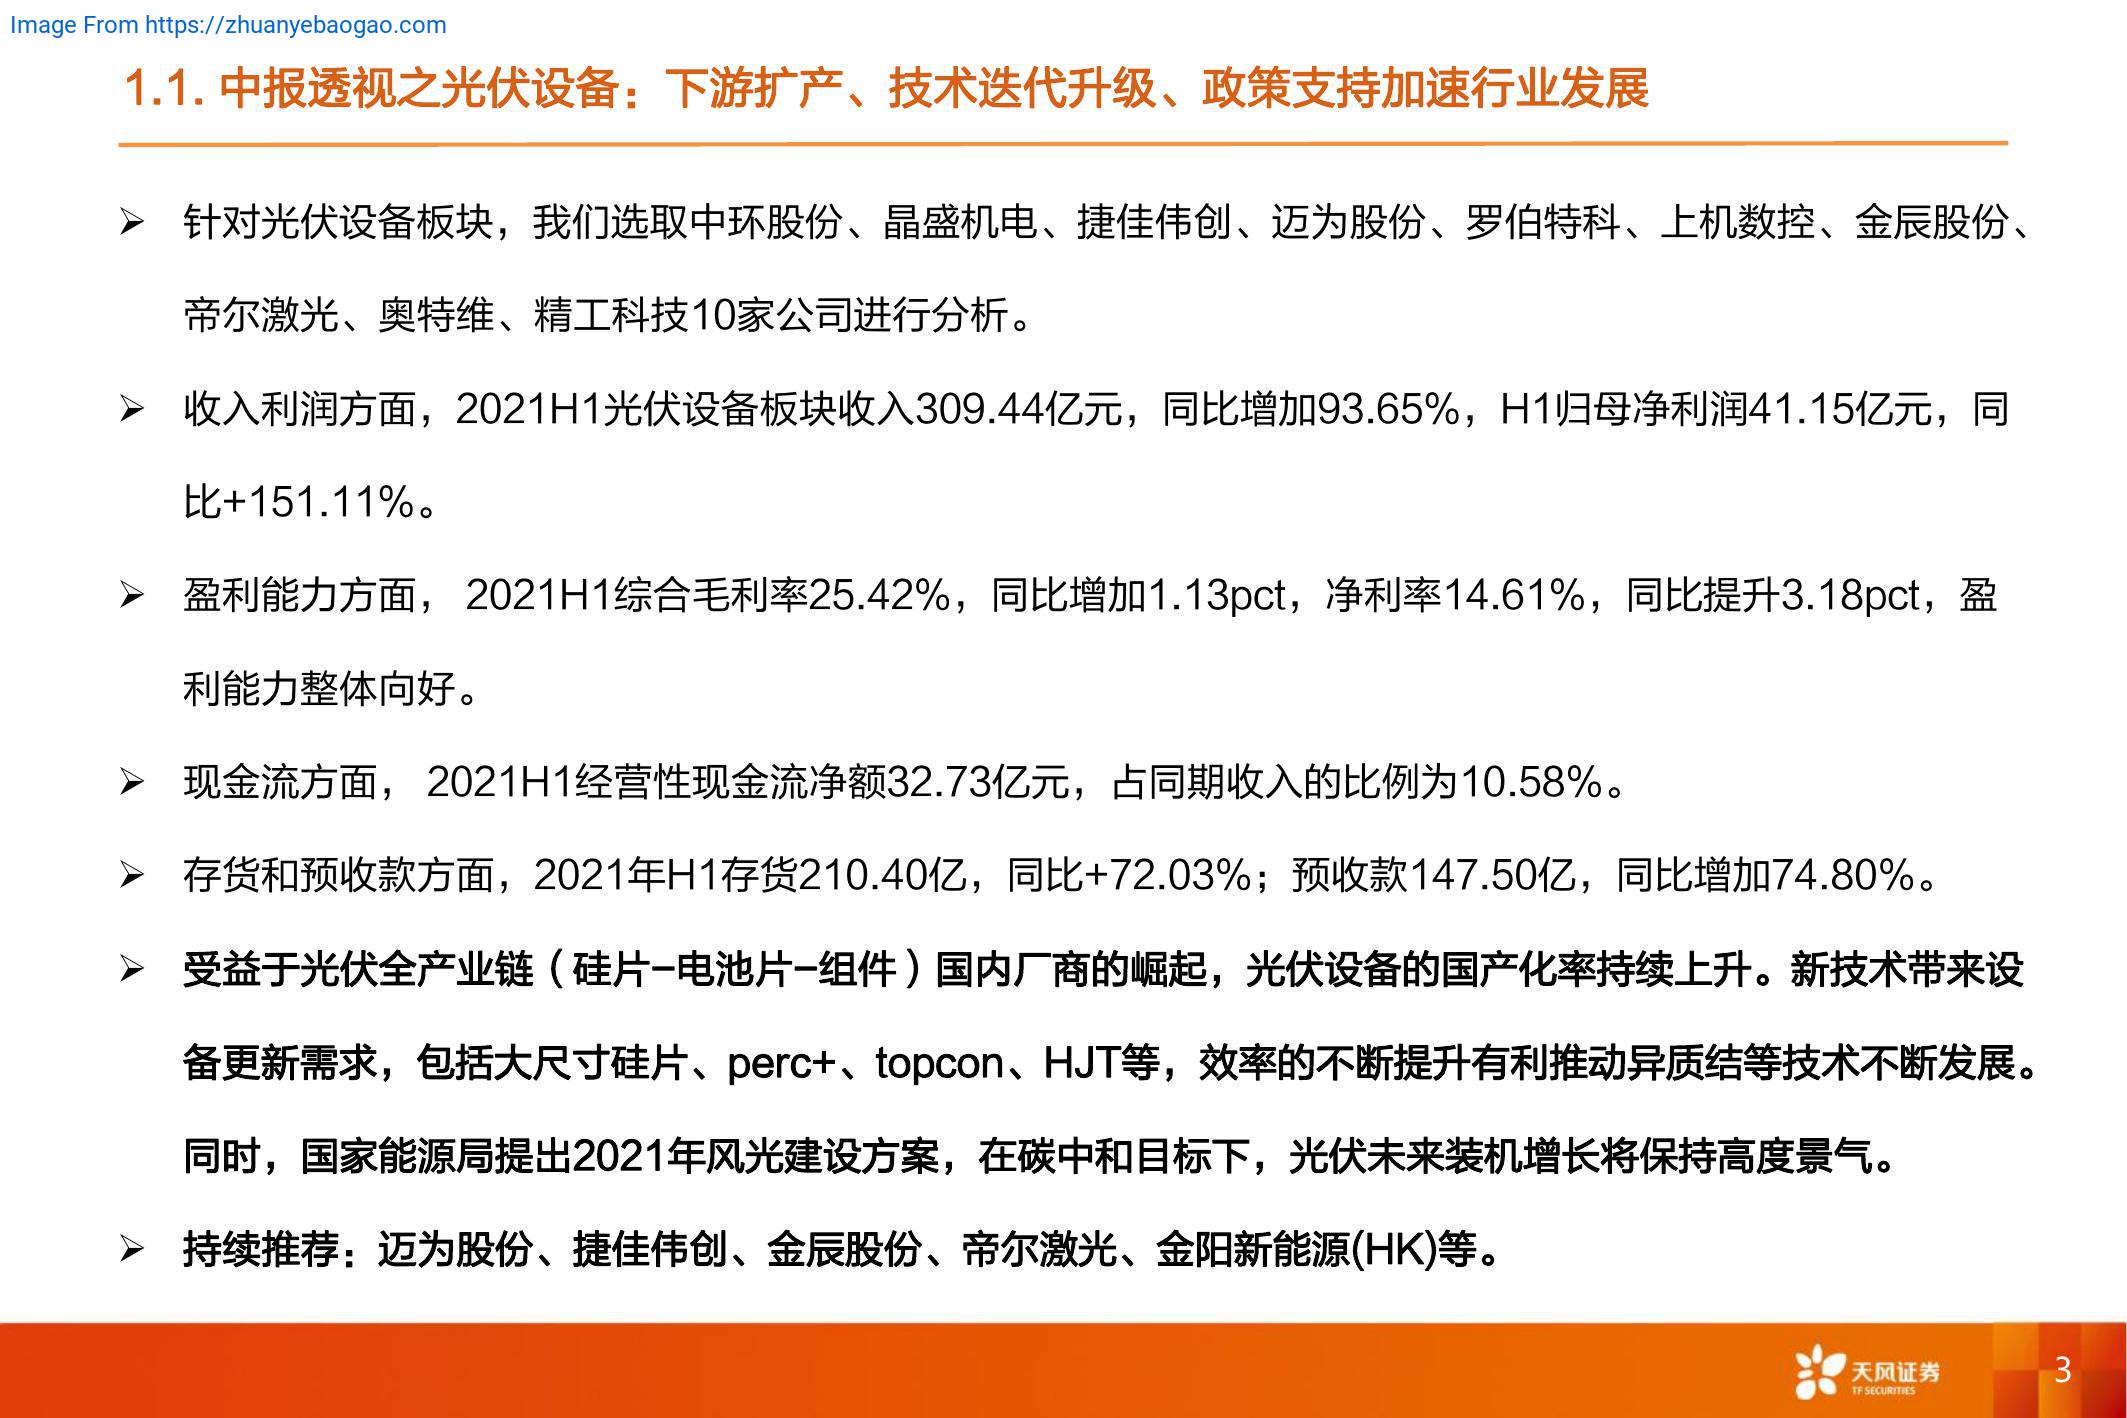 Image From https://zhuanyebaogao.com
1.1. 中报透视之光伏设备：下游扩产、技术迭代升级、政策支持加速行业发展
➢ 针对光伏设备板块，我们选取中环股份、晶盛机电、捷佳伟创、迈为股份、罗伯特科、上机数控、金辰股份、
帝尔激光、奥特维、精工科技10家公司进行分析。
➢ 收入利润方面，2021H1光伏设备板块收入309.44亿元，同比增加93.65%，H1归母净利润41.15亿元，同
比+151.11%。
➢ 盈利能力方面， 2021H1综合毛利率25.42%，同比增加1.13pct，净利率14.61%，同比提升3.18pct，盈
利能力整体向好。
➢ 现金流方面， 2021H1经营性现金流净额32.73亿元，占同期收入的比例为10.58%。
➢ 存货和预收款方面，2021年H1存货210.40亿，同比+72.03%；预收款147.50亿，同比增加74.80%。
➢ 受益于光伏全产业链（硅片-电池片-组件）国内厂商的崛起，光伏设备的国产化率持续上升。新技术带来设
备更新需求，包括大尺寸硅片、perc+、topcon、HJT等，效率的不断提升有利推动异质结等技术不断发展。
同时，国家能源局提出2021年风光建设方案，在碳中和目标下，光伏未来装机增长将保持高度景气。
➢ 持续推荐：迈为股份、捷佳伟创、金辰股份、帝尔激光、金阳新能源(HK)等。
天风证券
TF SECURITIES
3